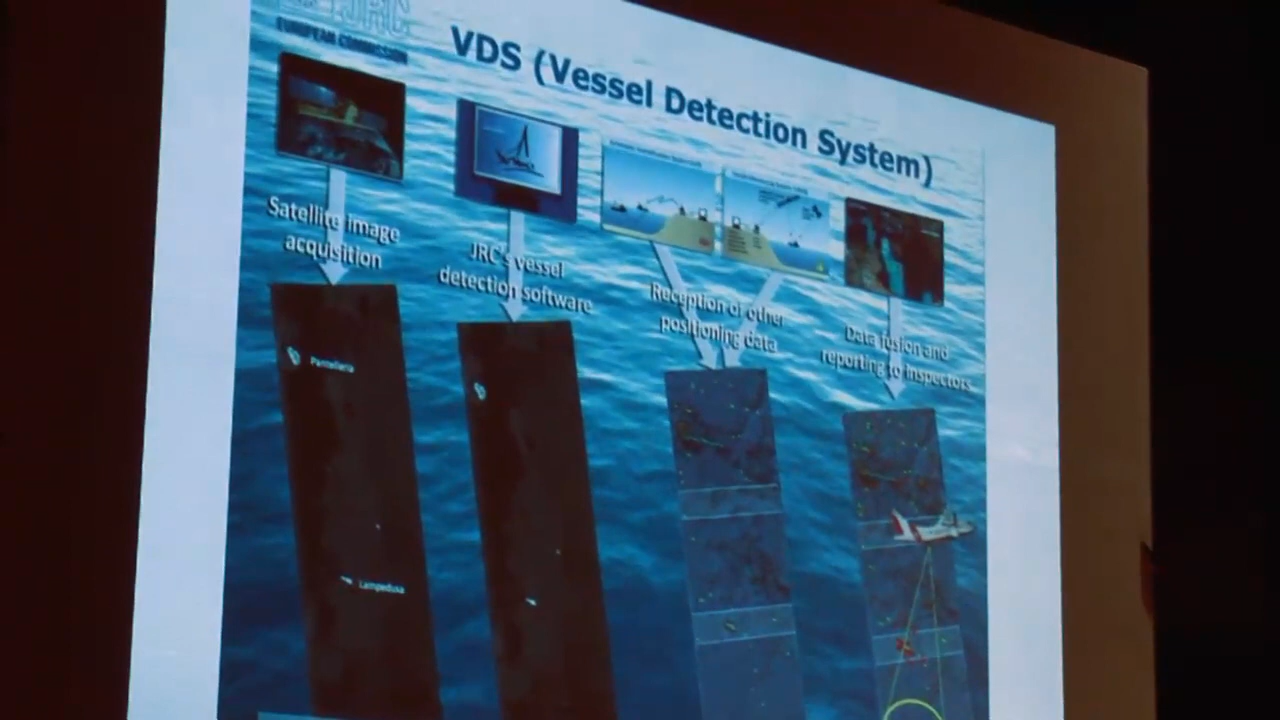 JRC
EUROPEAN COMMISSION
VDS (Vessel Detection System)
Satellite image
acquisition
JRC's vessel
detection software
Reception of other
positioning data
Data fusion and
reporting to inspectors
Pantelleria
Lampedusa